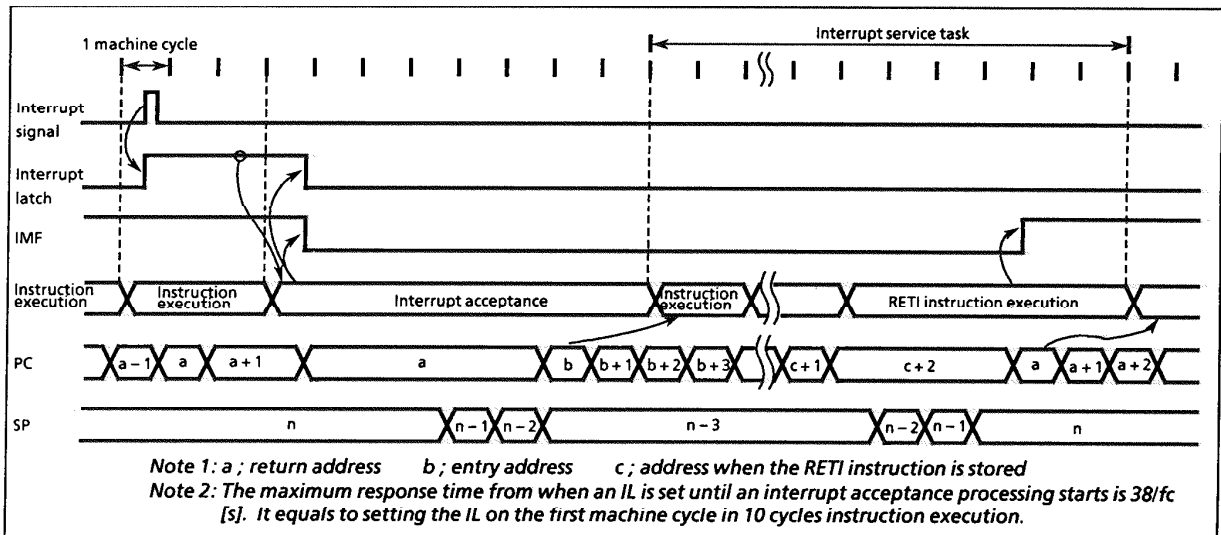 1 machine cycle
Interrupt service task
Interrupt
signal
Interrupt
latch
IMF
Instruction
execution
Instruction
execution
Interrupt acceptance
Instruction
execution
RETI instruction execution
PC
a – 1
a
a + 1
a
b
b + 1
b + 2
b + 3
c + 1
c + 2
a
a + 1
a + 2
SP
n
n – 1
n – 2
n – 3
n – 2
n – 1
n
Note 1: a ; return address b ; entry address c ; address when the RETI instruction is stored
Note 2: The maximum response time from when an IL is set until an interrupt acceptance processing starts is 38/fc
[s]. It equals to setting the IL on the first machine cycle in 10 cycles instruction execution.